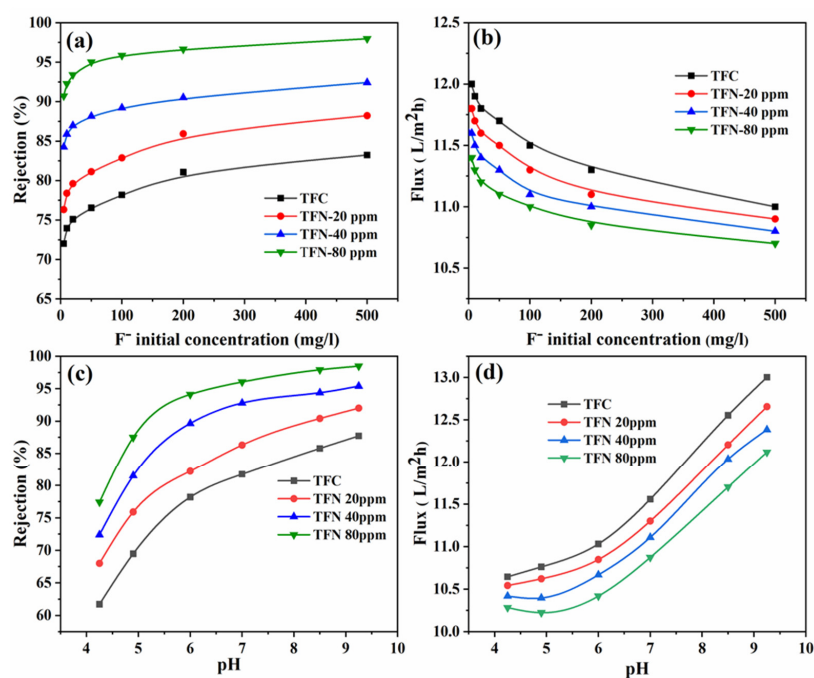 (a)
Rejection (%)
100
95
90
85
80
75
70
65
TFC
TFN-20 ppm
TFN-40 ppm
TFN-80 ppm
0 100 200 300 400 500
F⁻ initial concentration (mg/l)
(b)
Flux ( L/m²h)
12.0
11.5
11.0
10.5
TFC
TFN-20 ppm
TFN-40 ppm
TFN-80 ppm
0 100 200 300 400 500
F⁻ initial concentration (mg/l)
(c)
Rejection (%)
100
95
90
85
80
75
70
65
60
TFC
TFN 20ppm
TFN 40ppm
TFN 80ppm
4 5 6 7 8 9 10
pH
(d)
Flux ( L/m²h)
13.0
12.5
12.0
11.5
11.0
10.5
10.0
TFC
TFN 20ppm
TFN 40ppm
TFN 80ppm
4 5 6 7 8 9 10
pH